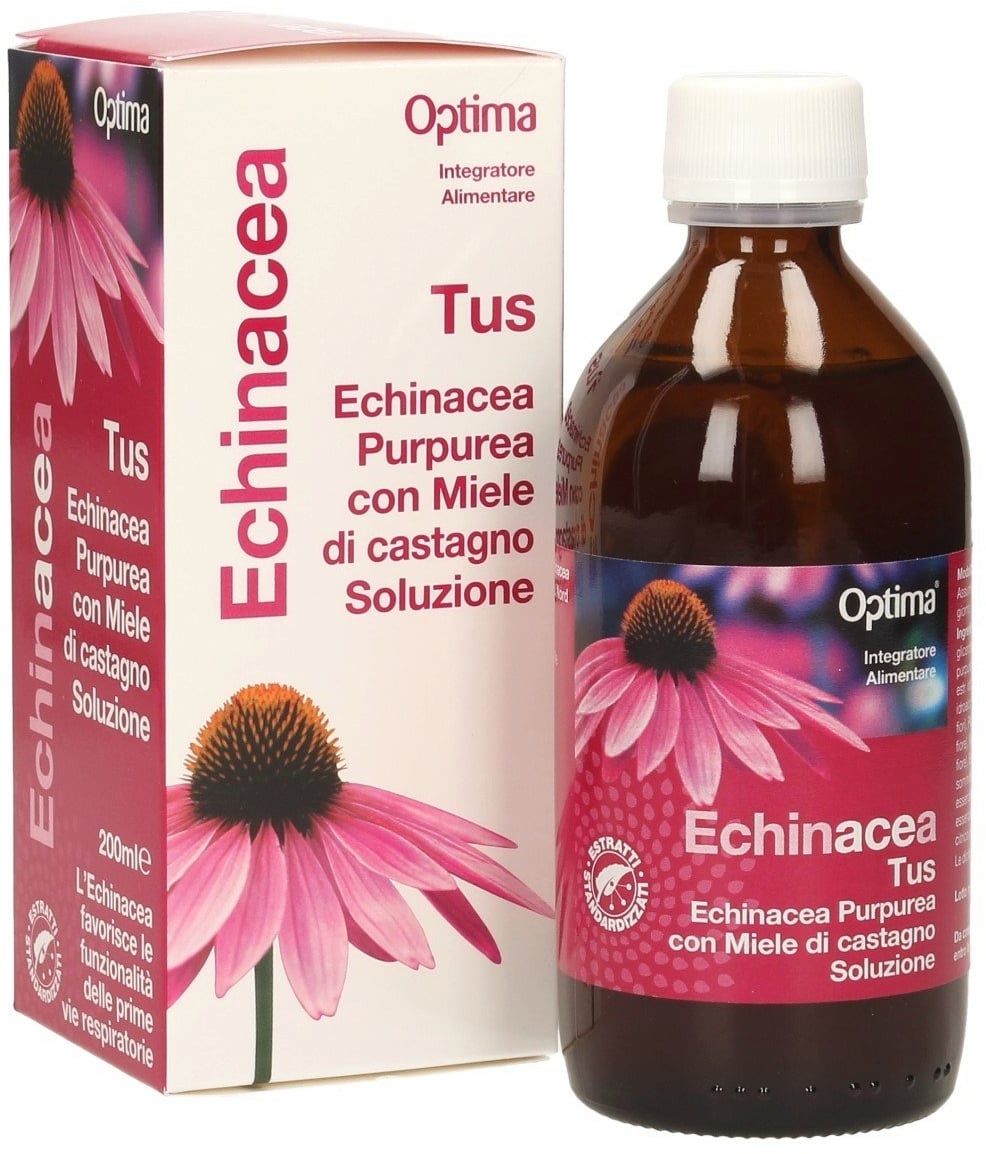 Optima
Tus
Echinacea
Purpurea
con Miele
di castagno
Soluzione
Echinacea
200ml℮
ESTRATTI
STANDARDIZZATI
L'Echinacea
favorisce le
funzionalità
delle prime
vie respiratorie
Echinacea
Optima
Integratore
Alimentare
Tus
Echinacea
Purpurea
con Miele
di castagno
Soluzione
Optima®
Integratore
Alimentare
Echinacea
Tus
Echinacea Purpurea
con Miele di castagno
Soluzione
ESTRATTI
STANDARDIZZATI